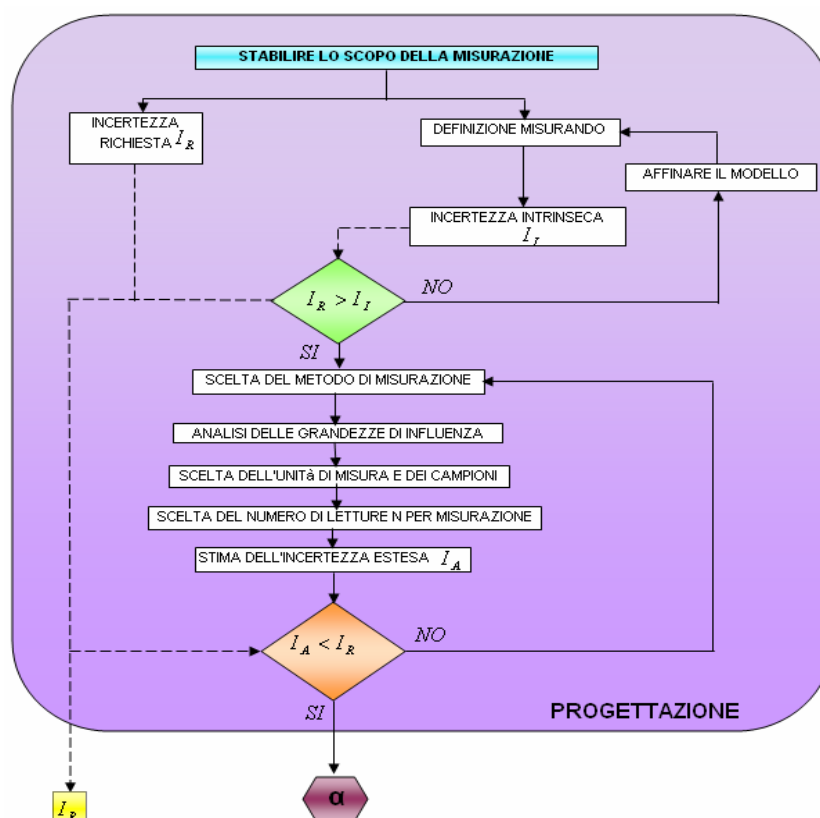 STABILIRE LO SCOPO DELLA MISURAZIONE
INCERTEZZA
RICHIESTA I_R
DEFINIZIONE MISURANDO
AFFINARE IL MODELLO
INCERTEZZA INTRINSECA
I_I
I_R > I_I
NO
SI
SCELTA DEL METODO DI MISURAZIONE
ANALISI DELLE GRANDEZZE DI INFLUENZA
SCELTA DELL'UNITà DI MISURA E DEI CAMPIONI
SCELTA DEL NUMERO DI LETTURE N PER MISURAZIONE
STIMA DELL'INCERTEZZA ESTESA I_A
I_A < I_R
NO
SI
PROGETTAZIONE
α
I_R